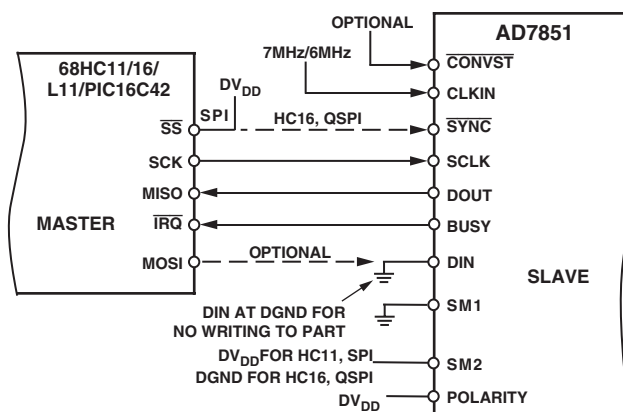 OPTIONAL
AD7851
7MHz/6MHz
68HC11/16/
L11/PIC16C42
DVDD
CONVST
CLKIN
SPI
SS
HC16, QSPI
SYNC
SCK
SCLK
MISO
DOUT
MASTER
IRQ
BUSY
MOSI
OPTIONAL
DIN
SLAVE
DIN AT DGND FOR
NO WRITING TO PART
SM1
DVDD FOR HC11, SPI
DGND FOR HC16, QSPI
SM2
DVDD
POLARITY